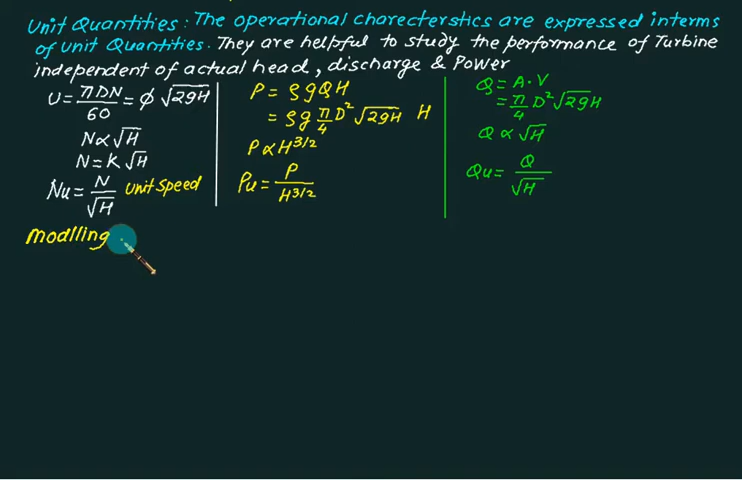 Unit Quantities : The operational charecterstics are expressed interms
of Unit Quantities. They are helpful to study the performance of Turbine
independent of actual head, discharge & Power
U = πDN/60 = φ √2gH
N ∝ √H
N = K √H
Nu = N/√H Unit Speed
P = ρgQH
= ρg π/4 D² √2gH H
P ∝ H^3/2
Pu = P/H^3/2
Q = A.V
= π/4 D² √2gH
Q ∝ √H
Qu = Q/√H
modlling